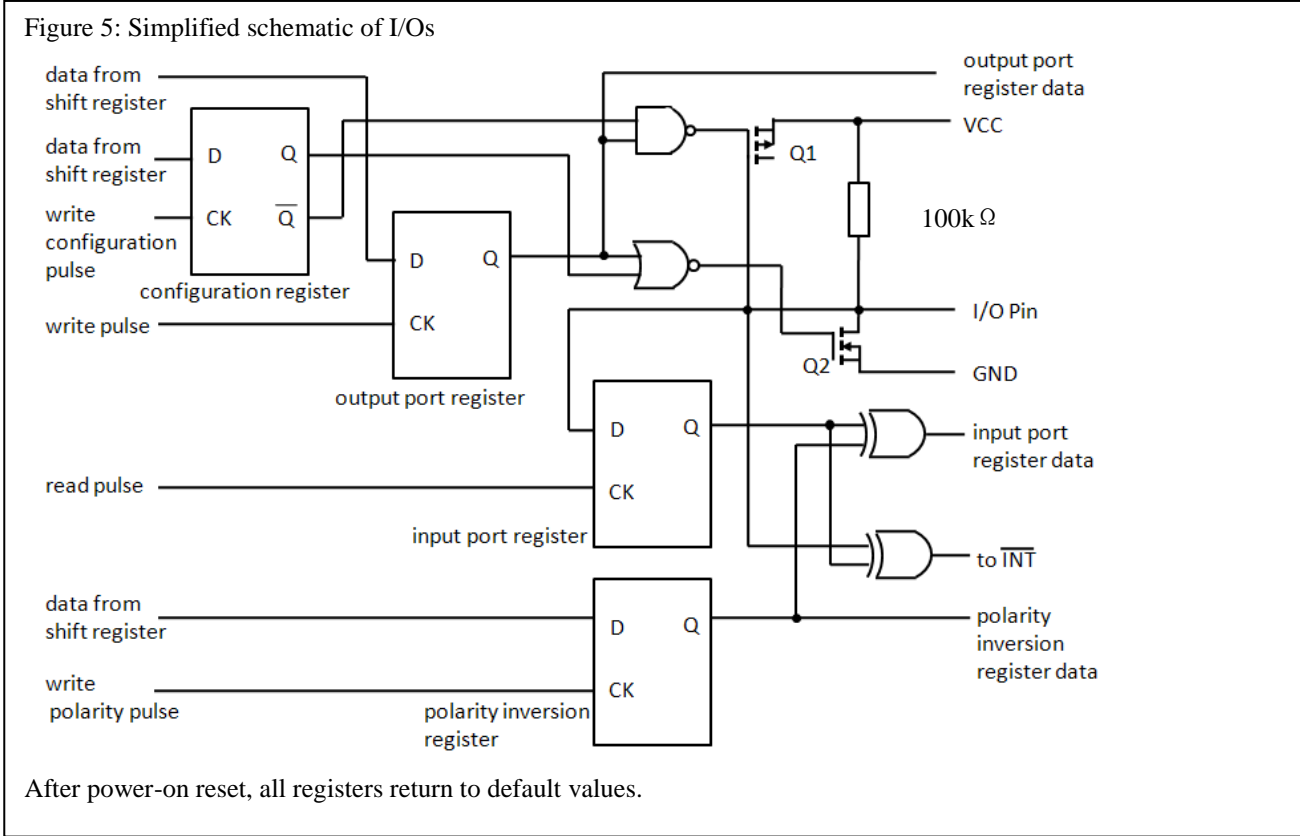 Figure 5: Simplified schematic of I/Os
data from
shift register
output port
register data
VCC
Q1
data from
shift register
D
Q
write
configuration
pulse
CK
Q
configuration register
100k Ω
D
Q
write pulse
CK
output port register
I/O Pin
Q2
GND
D
Q
input port
register data
read pulse
CK
input port register
to INT
data from
shift register
D
Q
polarity
inversion
register data
write
polarity pulse
CK
polarity inversion
register
After power-on reset, all registers return to default values.